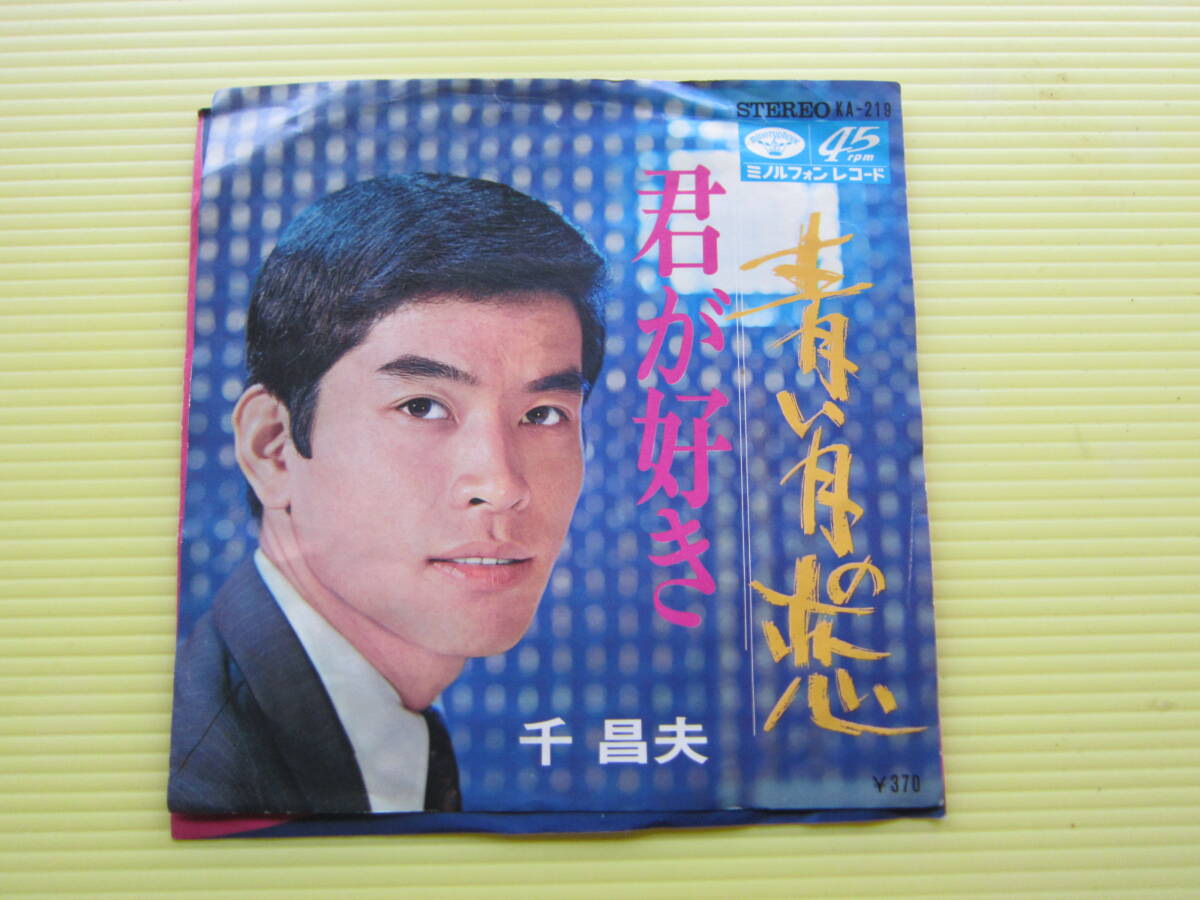 STEREO KA-219
45
rpm
ミノルフォン レコード
青い月の恋
君が好き
千昌夫
¥370